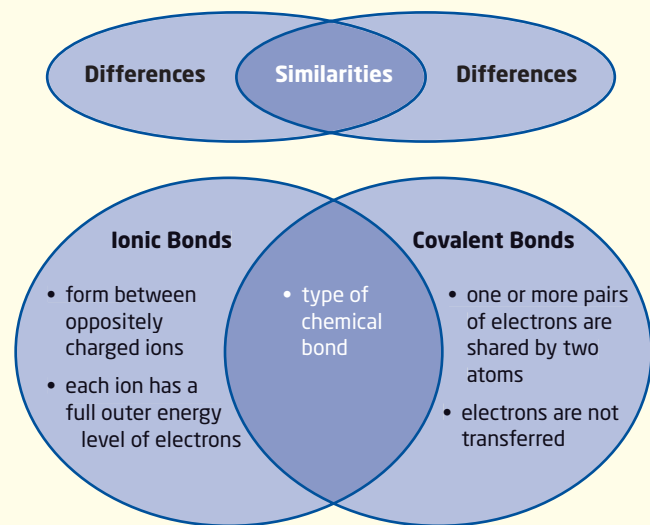 Differences
Similarities
Differences
Ionic Bonds
• form between
oppositely
charged ions
• each ion has a
full outer energy
level of electrons
• type of
chemical
bond
Covalent Bonds
• one or more pairs
of electrons are
shared by two
atoms
• electrons are not
transferred